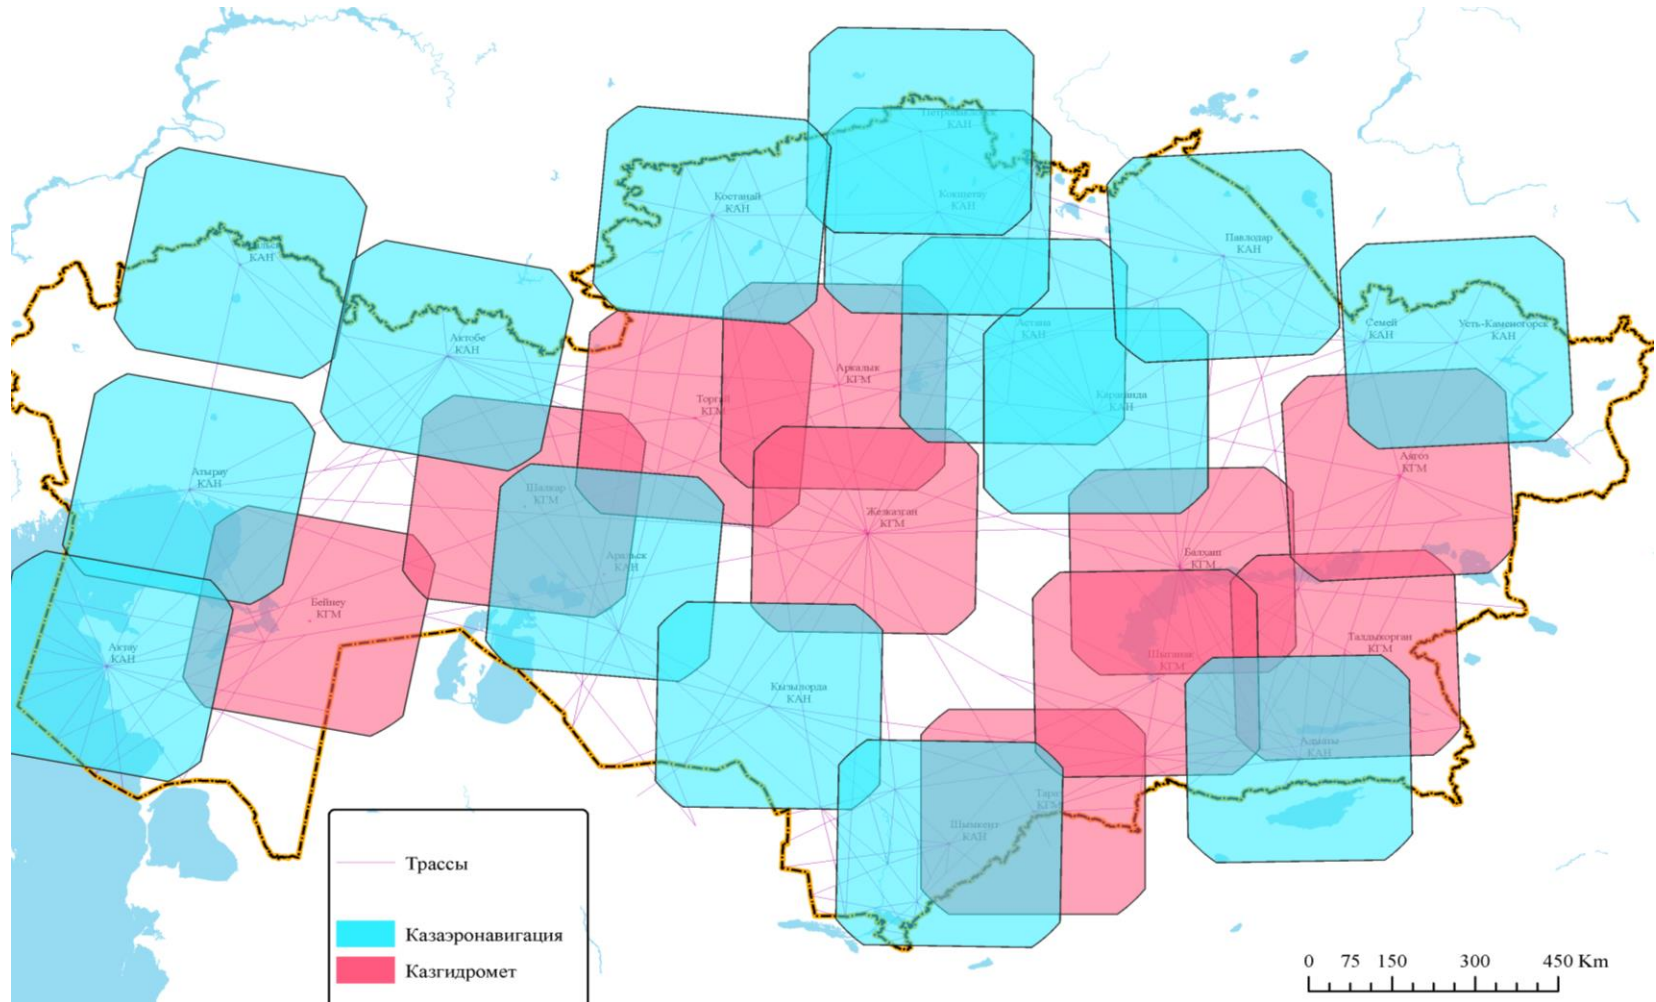 Петропавловск
КАН
Костанай
КАН
Кокшетау
КАН
КАН
Павлодар
КАН
Актобе
КАН
Астана
КАН
Семей
КАН
Усть-Каменогорск
КАН
Аркалык
КГМ
Торгай
КГМ
Караганда
КАН
Атырау
КАН
Шалкар
КГМ
Аягоз
КГМ
Жезказган
КГМ
Аральск
КАН
Балхаш
КГМ
Бейнеу
КГМ
Актау
КАН
Талдыкорган
КГМ
Шыганак
КГМ
Кызылорда
КАН
Алматы
КАН
Тараз
КГМ
Шымкент
КАН
Трассы
Казаэронавигация
Казгидромет
0 75 150 300 450 Km